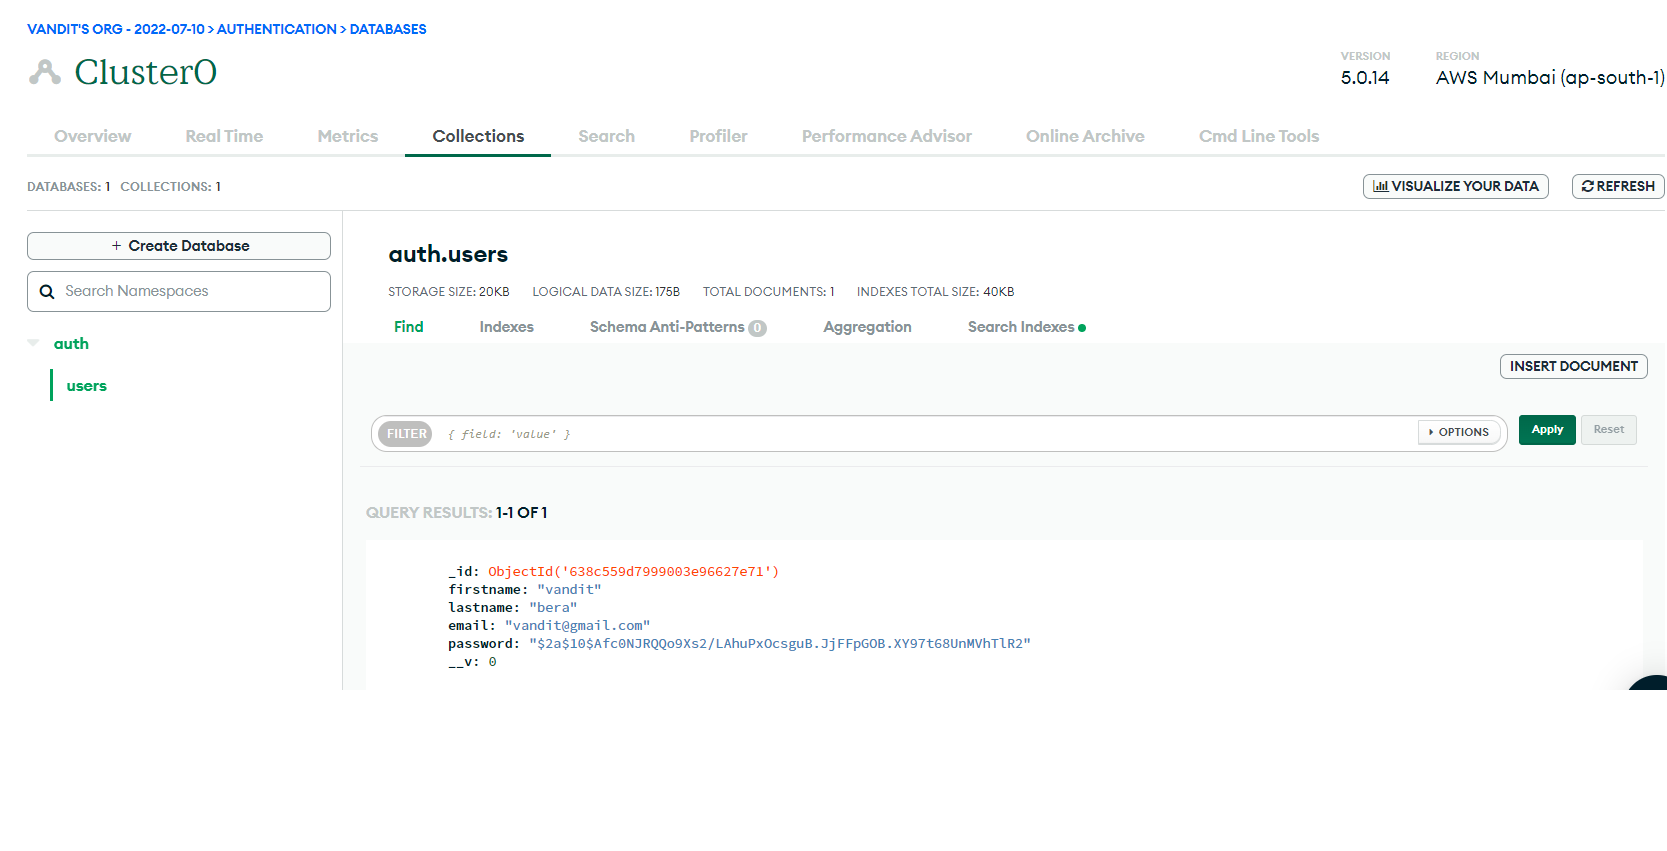 VANDIT'S ORG - 2022-07-10 > AUTHENTICATION > DATABASES
Cluster0
VERSION
5.0.14
REGION
AWS Mumbai (ap-south-1)
Overview Real Time Metrics Collections Search Profiler Performance Advisor Online Archive Cmd Line Tools
DATABASES: 1 COLLECTIONS: 1
VISUALIZE YOUR DATA
REFRESH
+ Create Database
Search Namespaces
auth
users
auth.users
STORAGE SIZE: 20KB LOGICAL DATA SIZE: 175B TOTAL DOCUMENTS: 1 INDEXES TOTAL SIZE: 40KB
Find Indexes Schema Anti-Patterns 0 Aggregation Search Indexes
INSERT DOCUMENT
FILTER { field: 'value' } OPTIONS Apply Reset
QUERY RESULTS: 1-1 OF 1
_id: ObjectId('638c559d7999003e96627e71')
firstname: "vandit"
lastname: "bera"
email: "vandit@gmail.com"
password: "$2a$10$Afc0NJRQQo9Xs2/LAhuPxOcsguB.JjFFpGOB.XY97t68UnMVhTlR2"
__v: 0